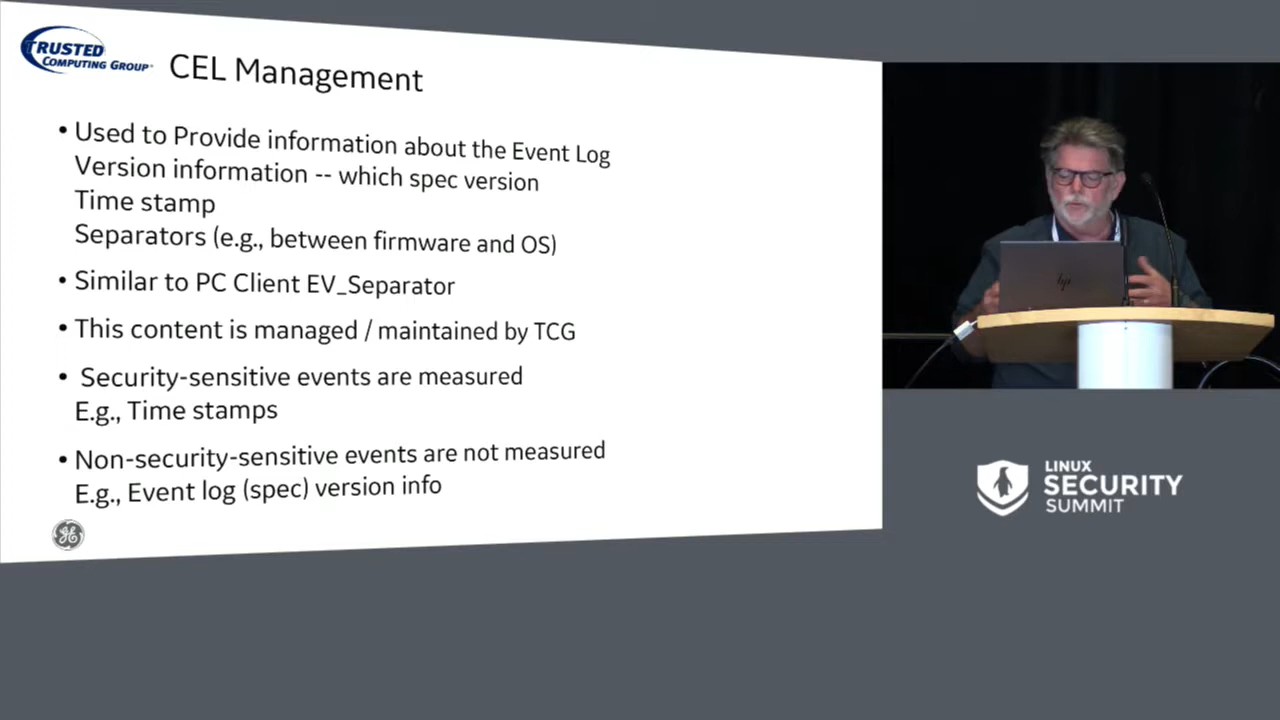 TRUSTED
COMPUTING GROUP
CEL Management
• Used to Provide information about the Event Log
Version information -- which spec version
Time stamp
Separators (e.g., between firmware and OS)
• Similar to PC Client EV_Separator
• This content is managed / maintained by TCG
• Security-sensitive events are measured
E.g., Time stamps
• Non-security-sensitive events are not measured
E.g., Event log (spec) version info
GE
hp
LINUX
SECURITY
SUMMIT